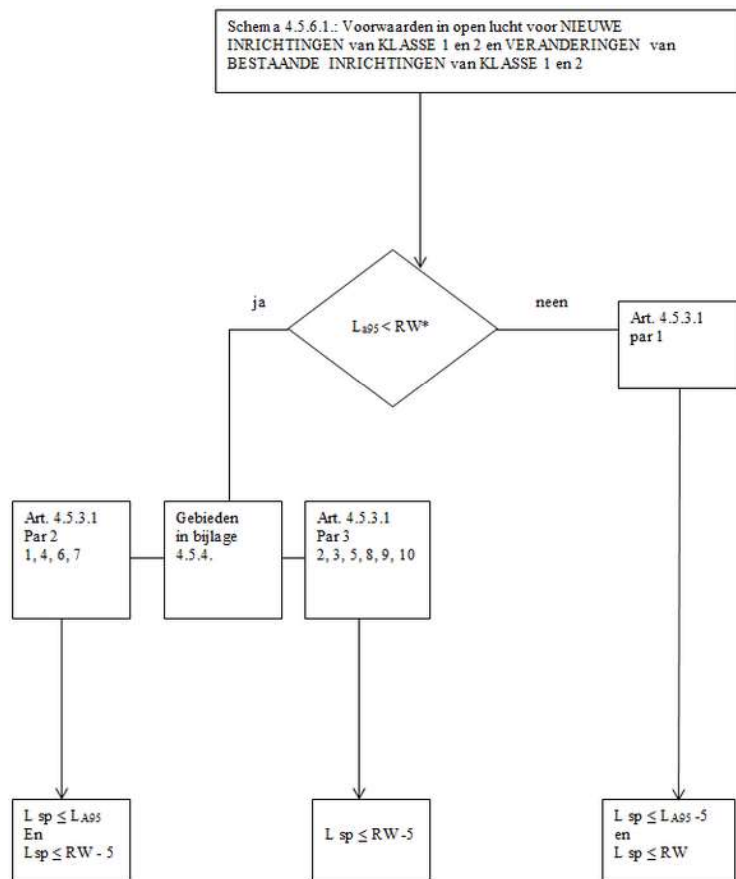 Schema 4.5.6.1.: Voorwaarden in open lucht voor NIEUWE
INRICHTINGEN van KLASSE 1 en 2 en VERANDERINGEN van
BESTAANDE INRICHTINGEN van KLASSE 1 en 2
ja
La95 < RW*
neen
Art. 4.5.3.1
par 1
Art. 4.5.3.1
Par 2
1, 4, 6, 7
Gebieden
in bijlage
4.5.4.
Art. 4.5.3.1
Par 3
2, 3, 5, 8, 9, 10
L sp ≤ LA95
En
Lsp ≤ RW - 5
L sp ≤ RW-5
L sp ≤ LA95 -5
en
L sp ≤ RW